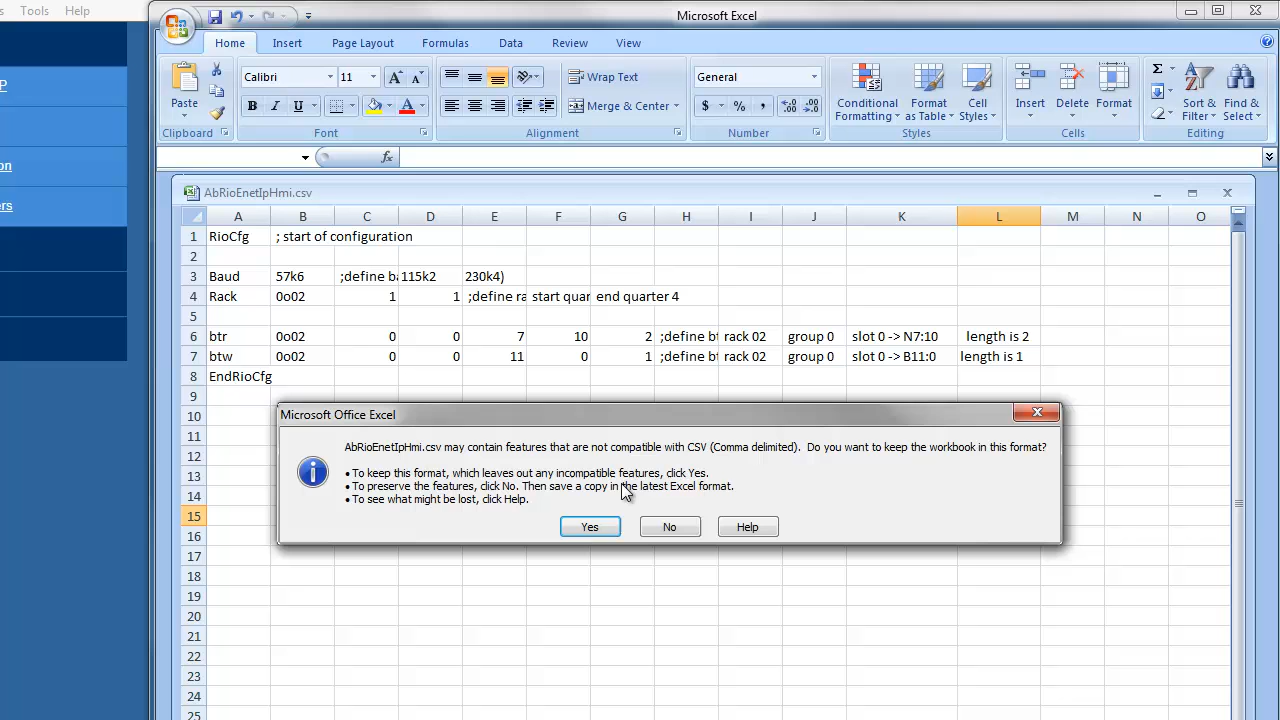 s Tools Help
Microsoft Excel
Home Insert Page Layout Formulas Data Review View
P
on
ers
Paste
Clipboard
Calibri 11
B I U
Font
Wrap Text
Merge & Center
Alignment
General
$ % ,
Number
Conditional Formatting
Format as Table
Cell Styles
Styles
Insert Delete Format
Cells
Sort & Filter
Find & Select
Editing
fx
AbRioEnetIpHmi.csv
A B C D E F G H I J K L M N O
1 RioCfg ; start of configuration
2
3 Baud 57k6 ;define ba 115k2 230k4)
4 Rack 0o02 1 1 ;define ra start quar end quarter 4
5
6 btr 0o02 0 0 7 10 2 ;define bt rack 02 group 0 slot 0 -> N7:10 length is 2
7 btw 0o02 0 0 11 0 1 ;define bt rack 02 group 0 slot 0 -> B11:0 length is 1
8 EndRioCfg
9
10
11
12
13
14
15
16
17
18
19
20
21
22
23
24
25
Microsoft Office Excel
AbRioEnetIpHmi.csv may contain features that are not compatible with CSV (Comma delimited). Do you want to keep the workbook in this format?
• To keep this format, which leaves out any incompatible features, click Yes.
• To preserve the features, click No. Then save a copy in the latest Excel format.
• To see what might be lost, click Help.
Yes No Help